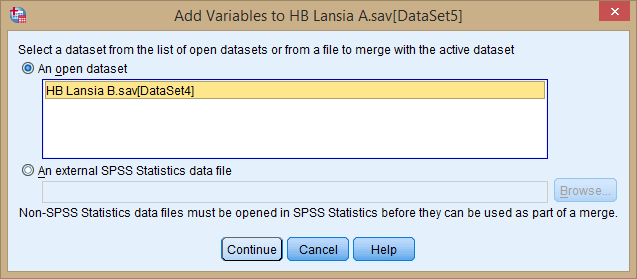 Add Variables to HB Lansia A.sav[DataSet5]
Select a dataset from the list of open datasets or from a file to merge with the active dataset
An open dataset
HB Lansia B.sav[DataSet4]
An external SPSS Statistics data file
Browse...
Non-SPSS Statistics data files must be opened in SPSS Statistics before they can be used as part of a merge.
Continue Cancel Help